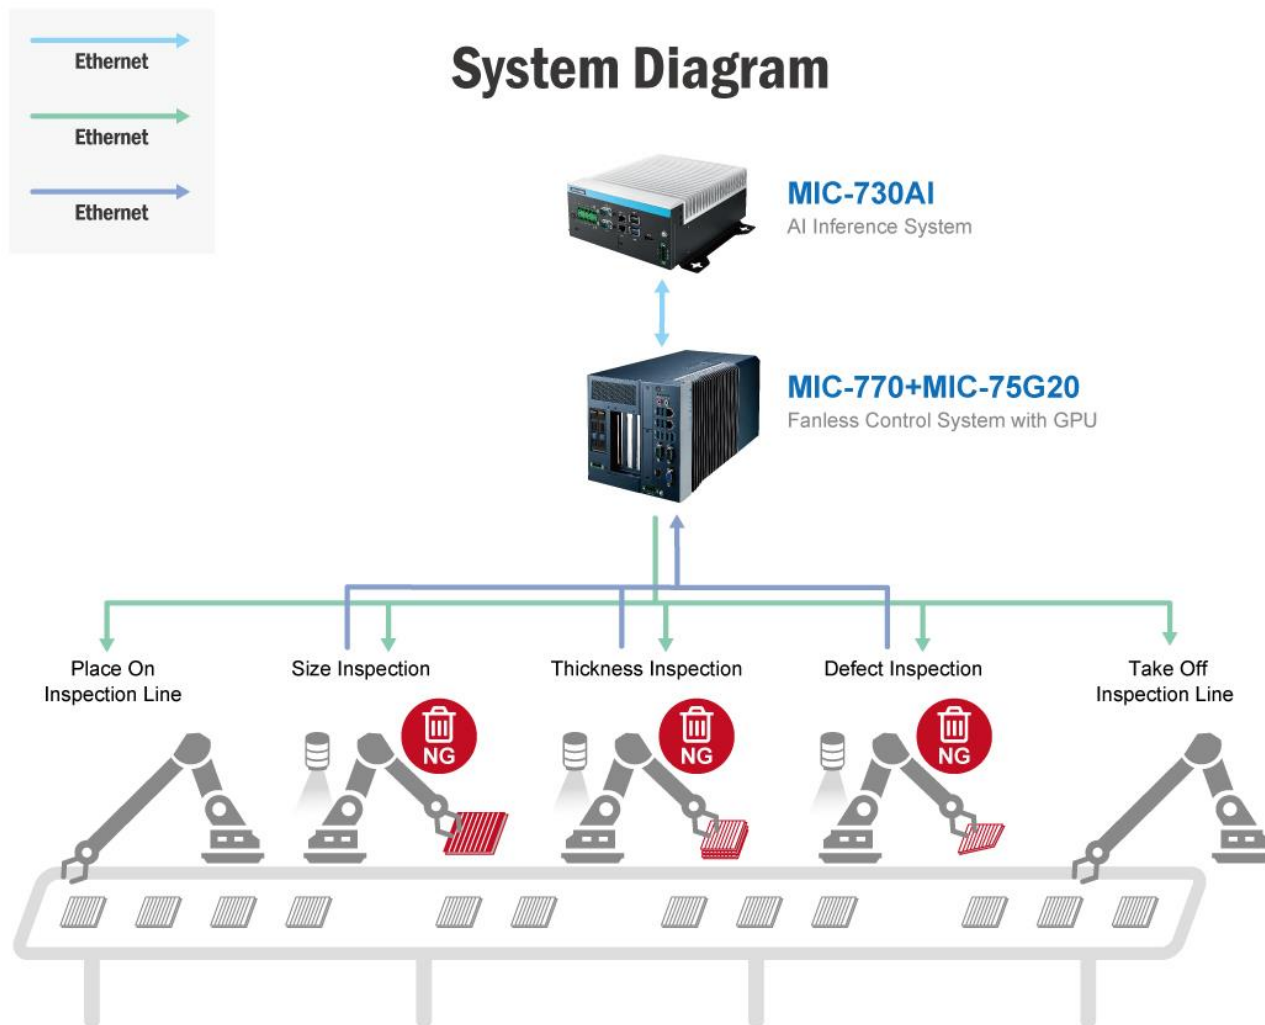 Ethernet
Ethernet
Ethernet
System Diagram
MIC-730AI
AI Inference System
MIC-770+MIC-75G20
Fanless Control System with GPU
Place On
Inspection Line
Size Inspection
Thickness Inspection
Defect Inspection
Take Off
Inspection Line
NG
NG
NG